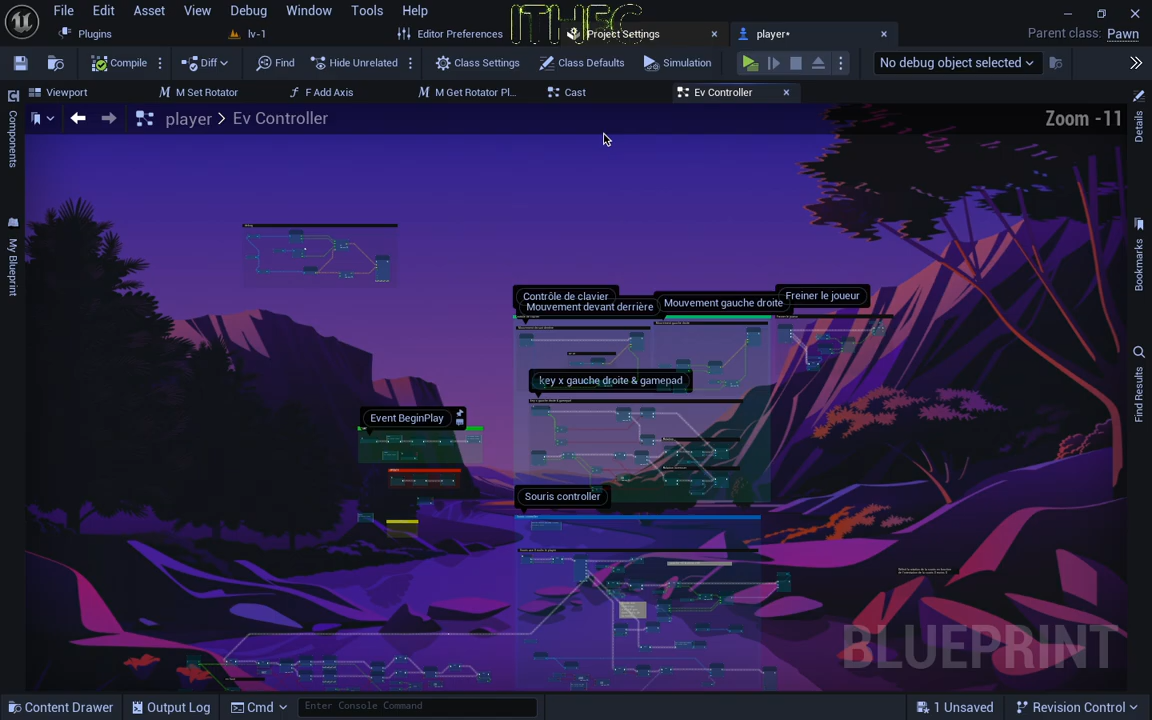 File Edit Asset View Debug Window Tools Help
Plugins lv-1 Editor Preferences Project Settings player* Parent class: Pawn
Compile Diff Find Hide Unrelated Class Settings Class Defaults Simulation No debug object selected
Viewport M Set Rotator F Add Axis M Get Rotator Pl... Cast Ev Controller
player > Ev Controller Zoom -11
Components
My Blueprint
Details
Bookmarks
Find Results
Contrôle de clavier
Mouvement devant derrière
Mouvement gauche droite
Freiner le joueur
key x gauche droite & gamepad
Event BeginPlay
Souris controller
BLUEPRINT
Content Drawer Output Log Cmd Enter Console Command 1 Unsaved Revision Control